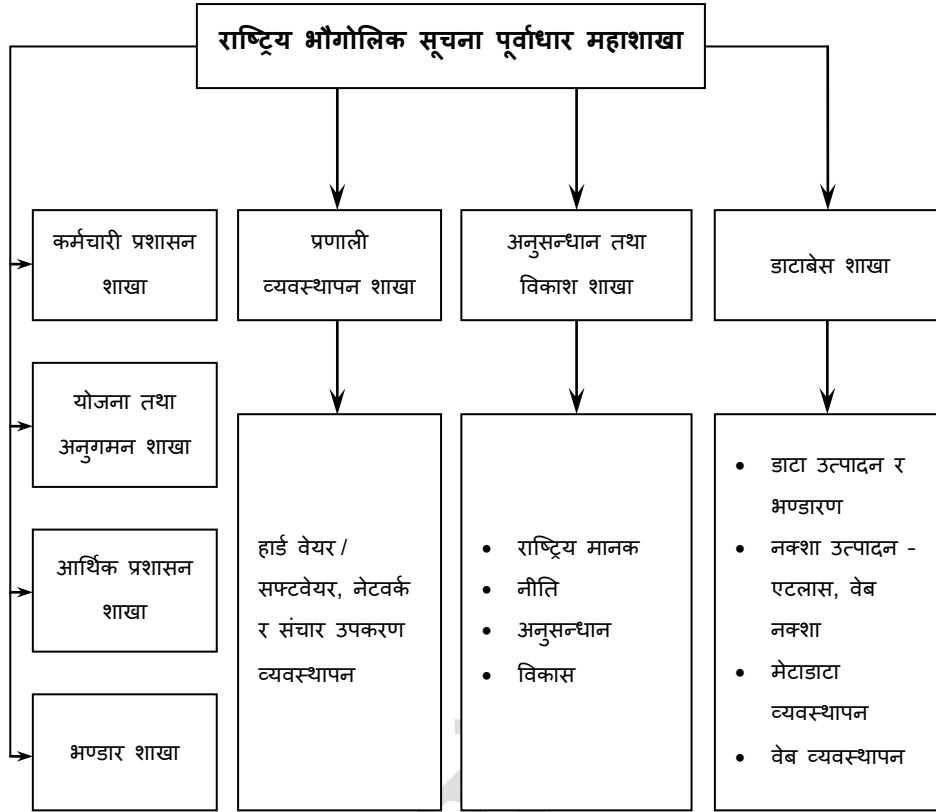 राष्ट्रिय भौगोलिक सूचना पूर्वाधार महाशाखा
कर्मचारी प्रशासन
शाखा
प्रणाली
व्यवस्थापन शाखा
अनुसन्धान तथा
विकाश शाखा
डाटाबेस शाखा
योजना तथा
अनुगमन शाखा
आर्थिक प्रशासन
शाखा
भण्डार शाखा
हार्ड वेयर /
सफ्टवेयर, नेटवर्क
र संचार उपकरण
व्यवस्थापन
• राष्ट्रिय मानक
• नीति
• अनुसन्धान
• विकास
• डाटा उत्पादन र
भण्डारण
• नक्शा उत्पादन -
एटलास, वेब
नक्शा
• मेटाडाटा
व्यवस्थापन
• वेब व्यवस्थापन